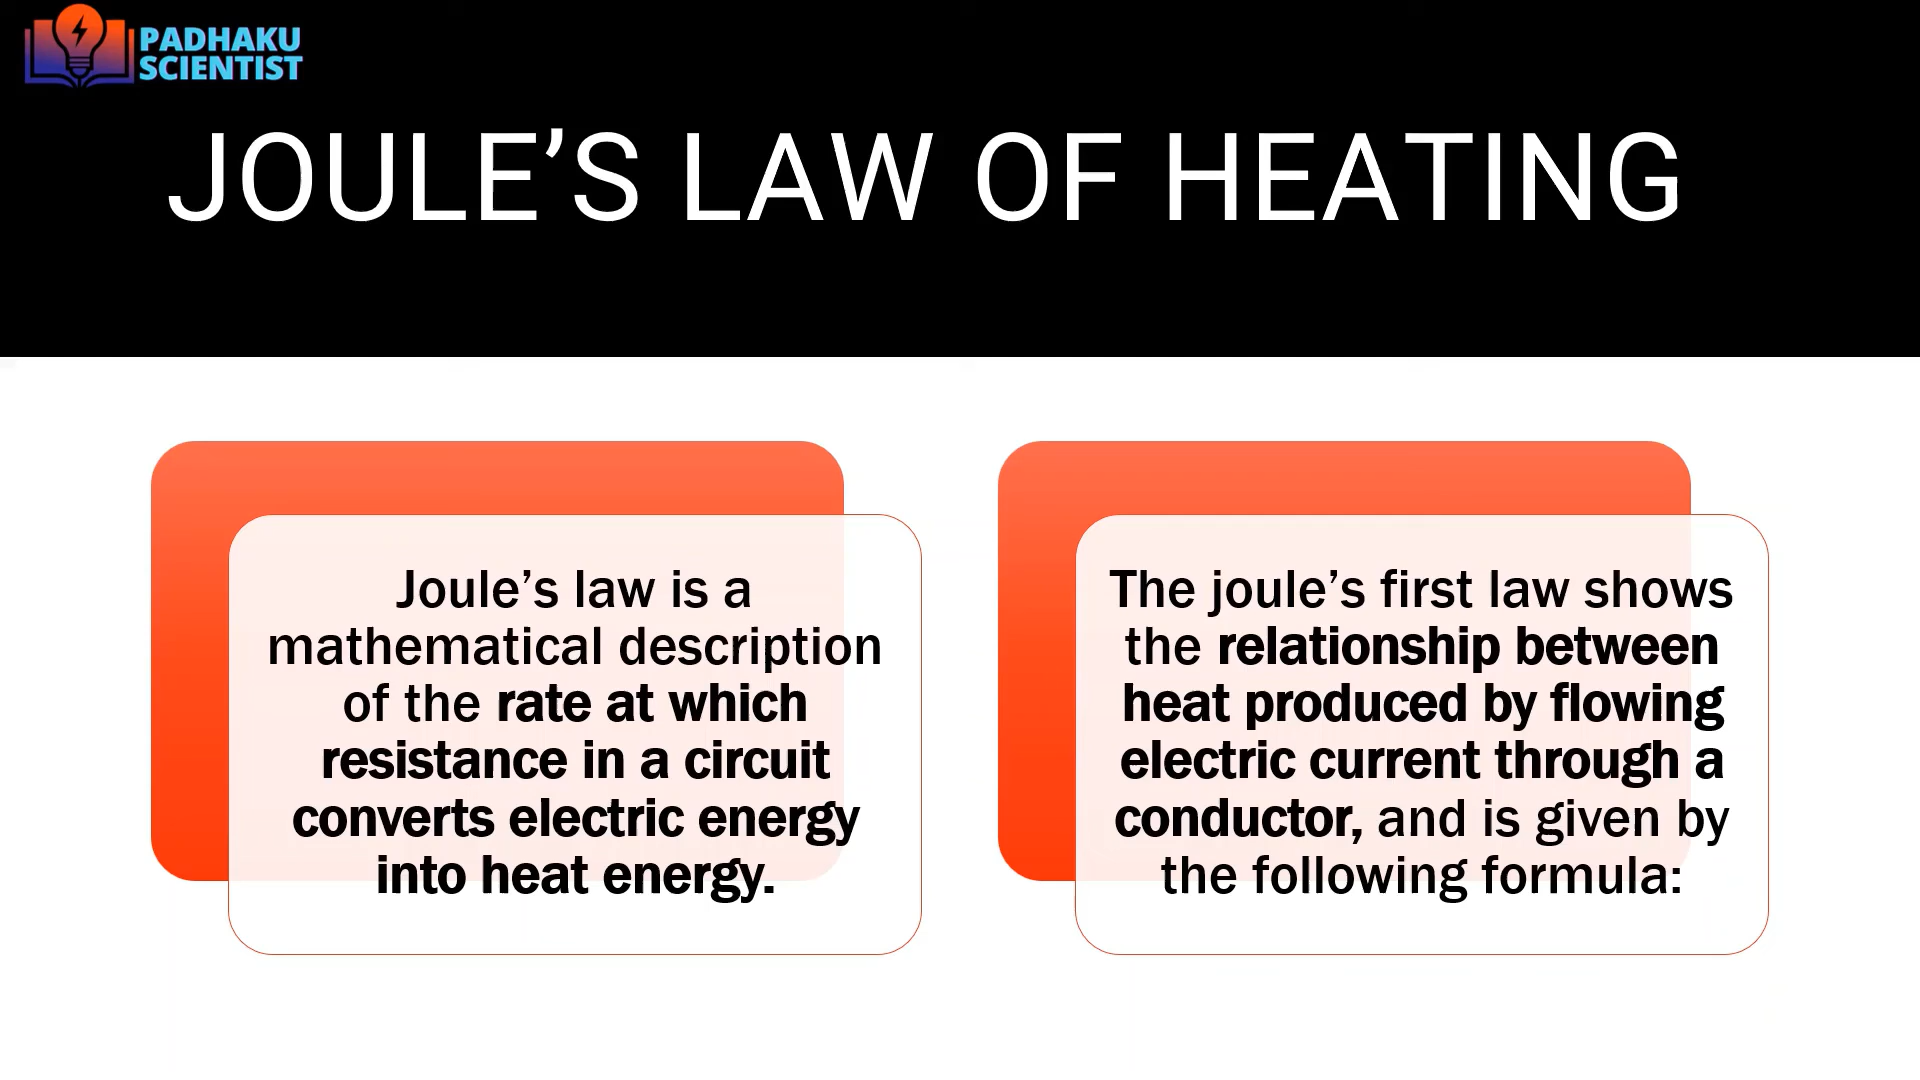 PADHAKU
SCIENTIST
JOULE’S LAW OF HEATING
Joule’s law is a
mathematical description
of the rate at which
resistance in a circuit
converts electric energy
into heat energy.
The joule’s first law shows
the relationship between
heat produced by flowing
electric current through a
conductor, and is given by
the following formula: